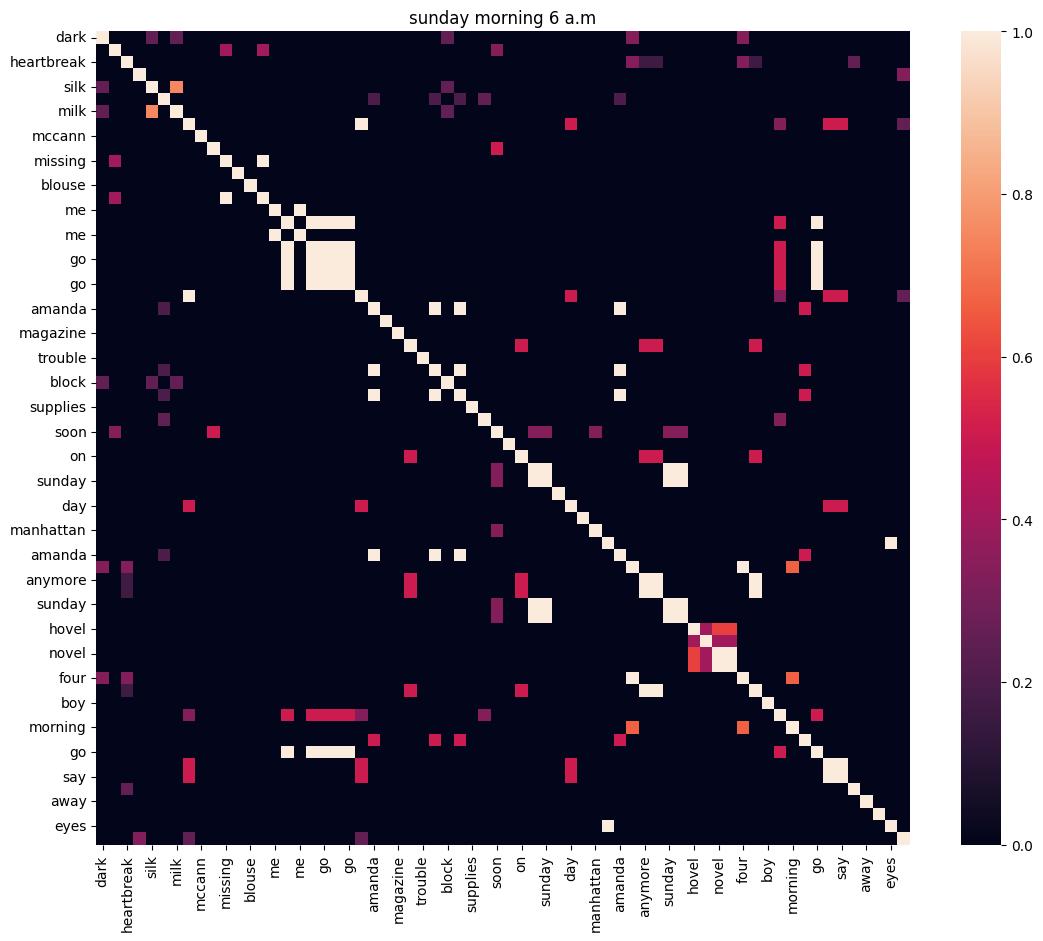 sunday morning 6 a.m
dark
heartbreak
silk
milk
mccann
missing
blouse
me
me
go
go
amanda
magazine
trouble
block
supplies
soon
on
sunday
day
manhattan
amanda
anymore
sunday
hovel
novel
four
boy
morning
go
say
away
eyes
1.0
0.8
0.6
0.4
0.2
0.0
dark
heartbreak
silk
milk
mccann
missing
blouse
me
me
go
go
amanda
magazine
trouble
block
supplies
soon
on
sunday
day
manhattan
amanda
anymore
sunday
hovel
novel
four
boy
morning
go
say
away
eyes